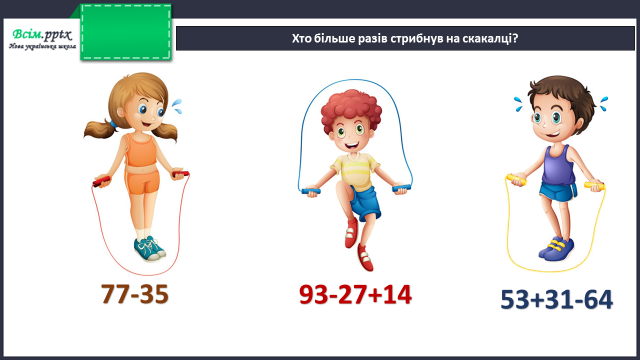 Всім.pptx
Нова українська школа
Хто більше разів стрибнув на скакалці?
77-35
93-27+14
53+31-64